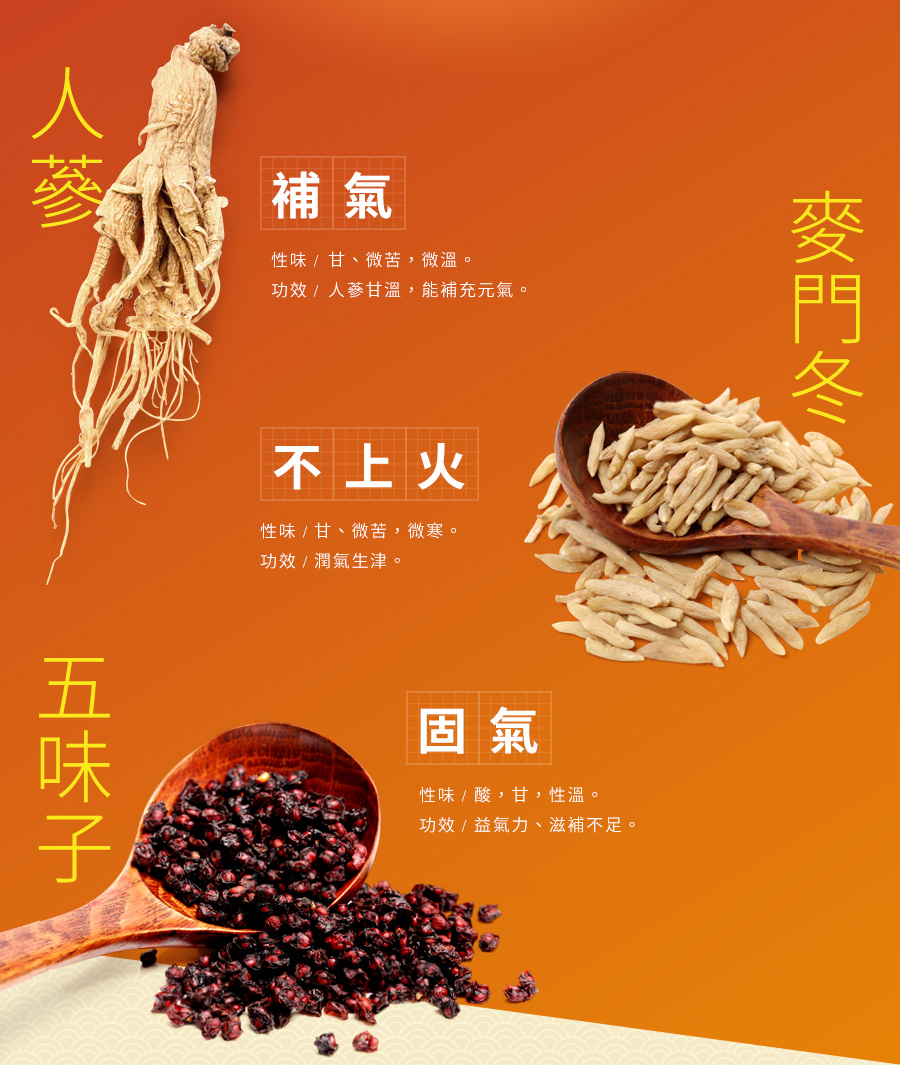 人蔘
補氣
性味 / 甘、微苦，微溫。
功效 / 人蔘甘溫，能補充元氣。
麥門冬
不上火
性味 / 甘、微苦，微寒。
功效 / 潤氣生津。
五味子
固氣
性味 / 酸，甘，性溫。
功效 / 益氣力、滋補不足。